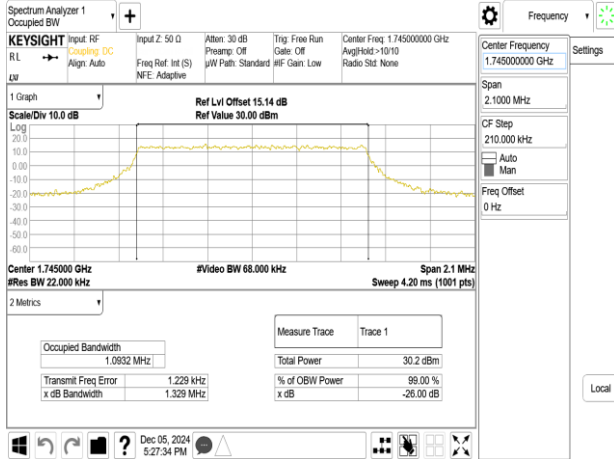 Spectrum Analyzer 1
Occupied BW
KEYSIGHT
RL
LXI
Input: RF
Coupling: DC
Align: Auto
Input Z: 50 Ω
Freq Ref: Int (S)
NFE: Adaptive
Atten: 30 dB
Preamp: Off
µW Path: Standard
Trig: Free Run
Gate: Off
#IF Gain: Low
Center Freq: 1.745000000 GHz
Avg|Hold:>10/10
Radio Std: None
1 Graph
Scale/Div 10.0 dB
Ref Lvl Offset 15.14 dB
Ref Value 30.00 dBm
Log
20.0
10.0
0.00
-10.0
-20.0
-30.0
-40.0
-50.0
-60.0
Center 1.745000 GHz
#Video BW 68.000 kHz
Span 2.1 MHz
#Res BW 22.000 kHz
Sweep 4.20 ms (1001 pts)
2 Metrics
Measure Trace Trace 1
Occupied Bandwidth
1.0932 MHz
Total Power 30.2 dBm
Transmit Freq Error 1.229 kHz
% of OBW Power 99.00 %
x dB Bandwidth 1.329 MHz
x dB -26.00 dB
?
Dec 05, 2024
5:27:34 PM
Frequency
Center Frequency
1.745000000 GHz
Span
2.1000 MHz
CF Step
210.000 kHz
Auto
Man
Freq Offset
0 Hz
Settings
Local